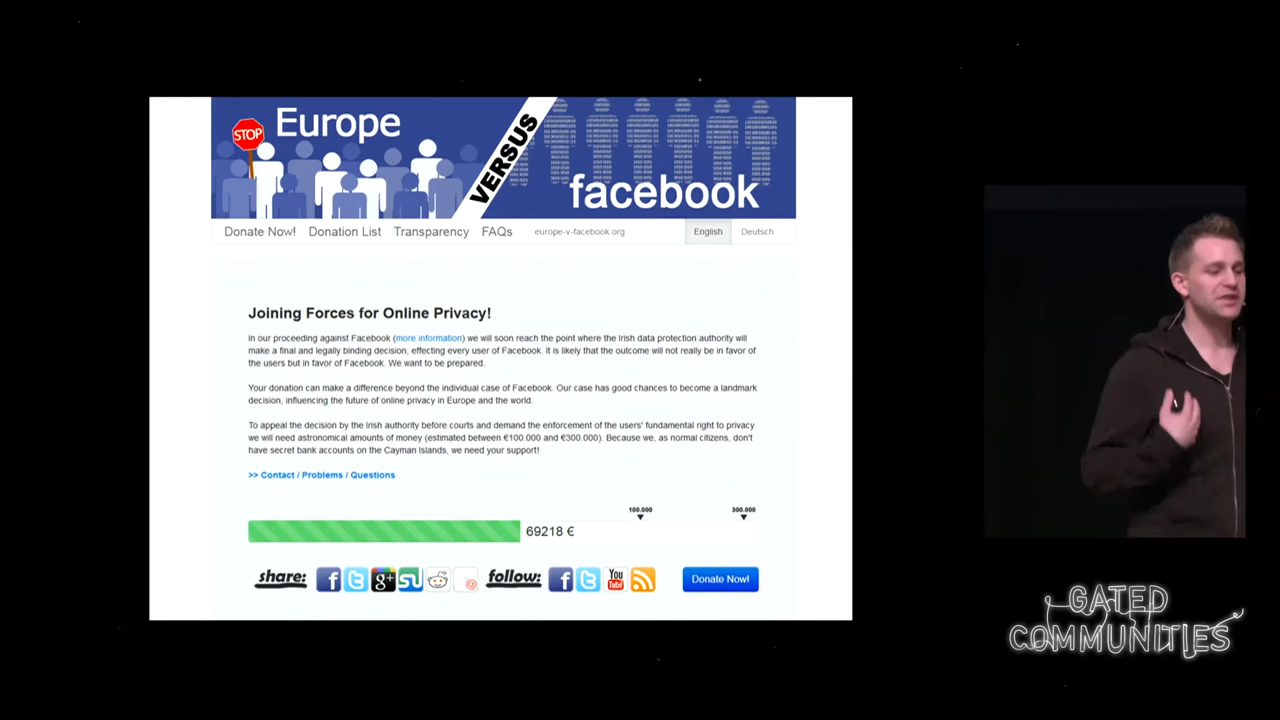 STOP
Europe
VERSUS
facebook
Donate Now! Donation List Transparency FAQs europe-v-facebook.org English Deutsch
Joining Forces for Online Privacy!
In our proceeding against Facebook (more information) we will soon reach the point where the Irish data protection authority will
make a final and legally binding decision, effecting every user of Facebook. It is likely that the outcome will not really be in favor of
the users but in favor of Facebook. We want to be prepared.
Your donation can make a difference beyond the individual case of Facebook. Our case has good chances to become a landmark
decision, influencing the future of online privacy in Europe and the world.
To appeal the decision by the Irish authority before courts and demand the enforcement of the users' fundamental right to privacy
we will need astronomical amounts of money (estimated between €100.000 and €300.000). Because we, as normal citizens, don't
have secret bank accounts on the Cayman Islands, we need your support!
>> Contact / Problems / Questions
100.000 300.000
69218 €
share: follow: You Tube Donate Now!
GATED
COMMUNITIES